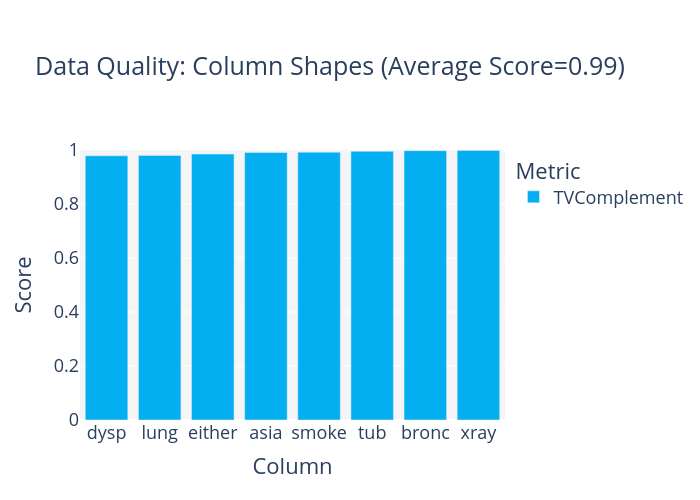 Data Quality: Column Shapes (Average Score=0.99)
Metric
TVComplement
Score
1
0.8
0.6
0.4
0.2
0
dysp lung either asia smoke tub bronc xray
Column